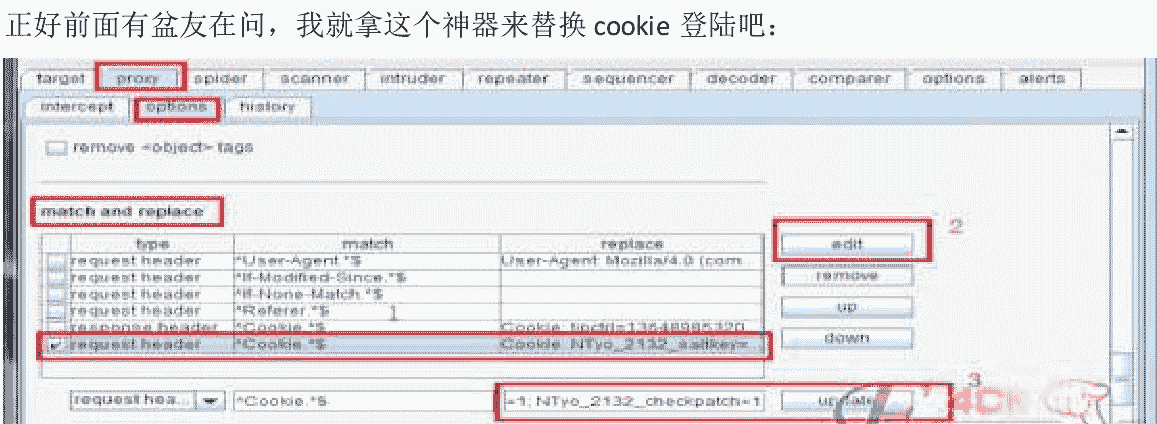 正好前面有盆友在问，我就拿这个神器来替换 cookie 登陆吧：
target proxy spider scanner intruder repeater sequencer decoder comparer options alerts
intercept options history
remove <object> tags
match and replace
type match replace
request header ^User-Agent.*$ User-Agent: Mozilla/4.0 (com...
request header ^If-Modified-Since.*$
request header ^If-None-Match.*$
request header ^Referer.*$
response header ^Cookie.*$
request header ^Cookie.*$
edit
remove
up
down
1
2
3
request hea... ^Cookie.*$ =1; NTyo_2132_checkpatch=1 update